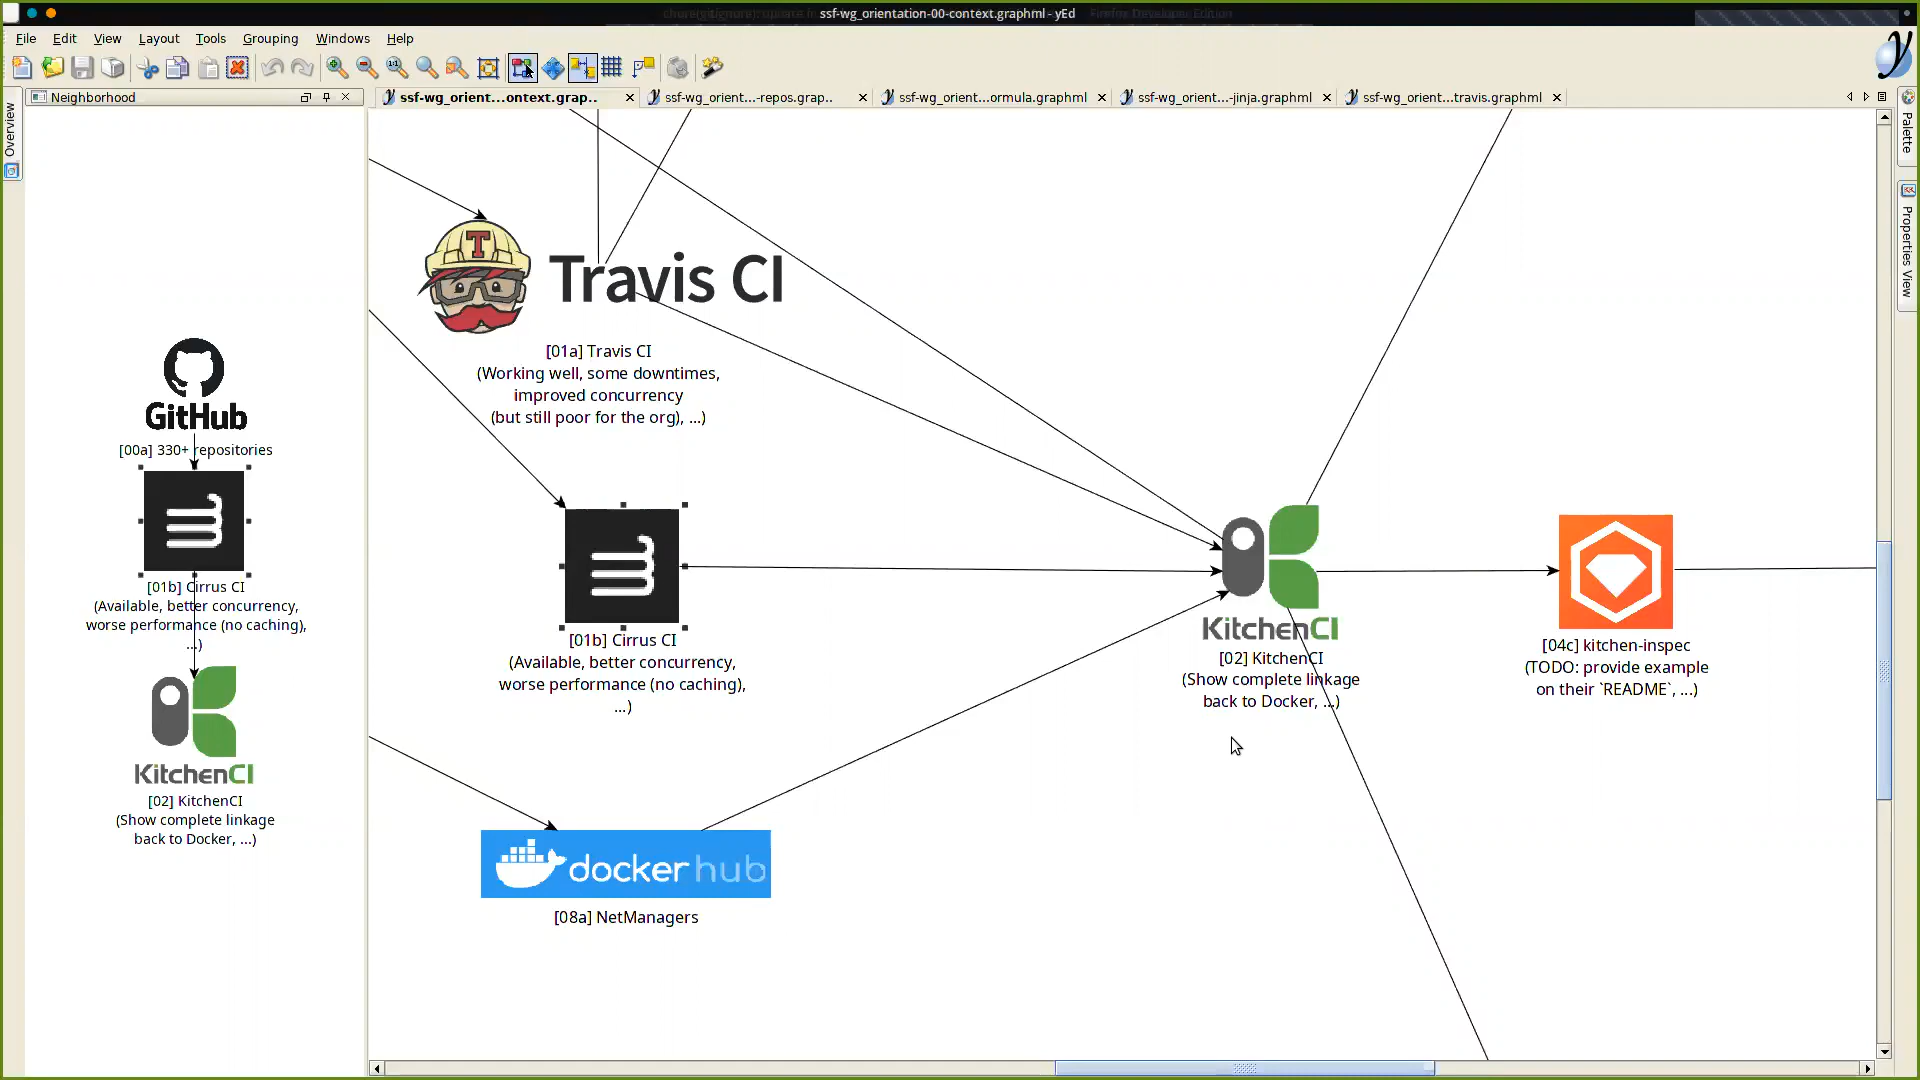 ssf-wg_orientation-00-context.graphml - yEd
File Edit View Layout Tools Grouping Windows Help
Neighborhood
ssf-wg_orient...ontext.grap..
ssf-wg_orient...-repos.grap..
ssf-wg_orient...ormula.graphml
ssf-wg_orient...-jinja.graphml
ssf-wg_orient...travis.graphml
Overview
Palette
Properties View
GitHub
[00a] 330+ repositories
[01b] Cirrus CI
(Available, better concurrency,
worse performance (no caching),
...)
KitchenCI
[02] KitchenCI
(Show complete linkage
back to Docker, ...)
T
Travis CI
[01a] Travis CI
(Working well, some downtimes,
improved concurrency
(but still poor for the org), ...)
[01b] Cirrus CI
(Available, better concurrency,
worse performance (no caching),
...)
KitchenCI
[02] KitchenCI
(Show complete linkage
back to Docker, ...)
[04c] kitchen-inspec
(TODO: provide example
on their `README`, ...)
docker hub
[08a] NetManagers